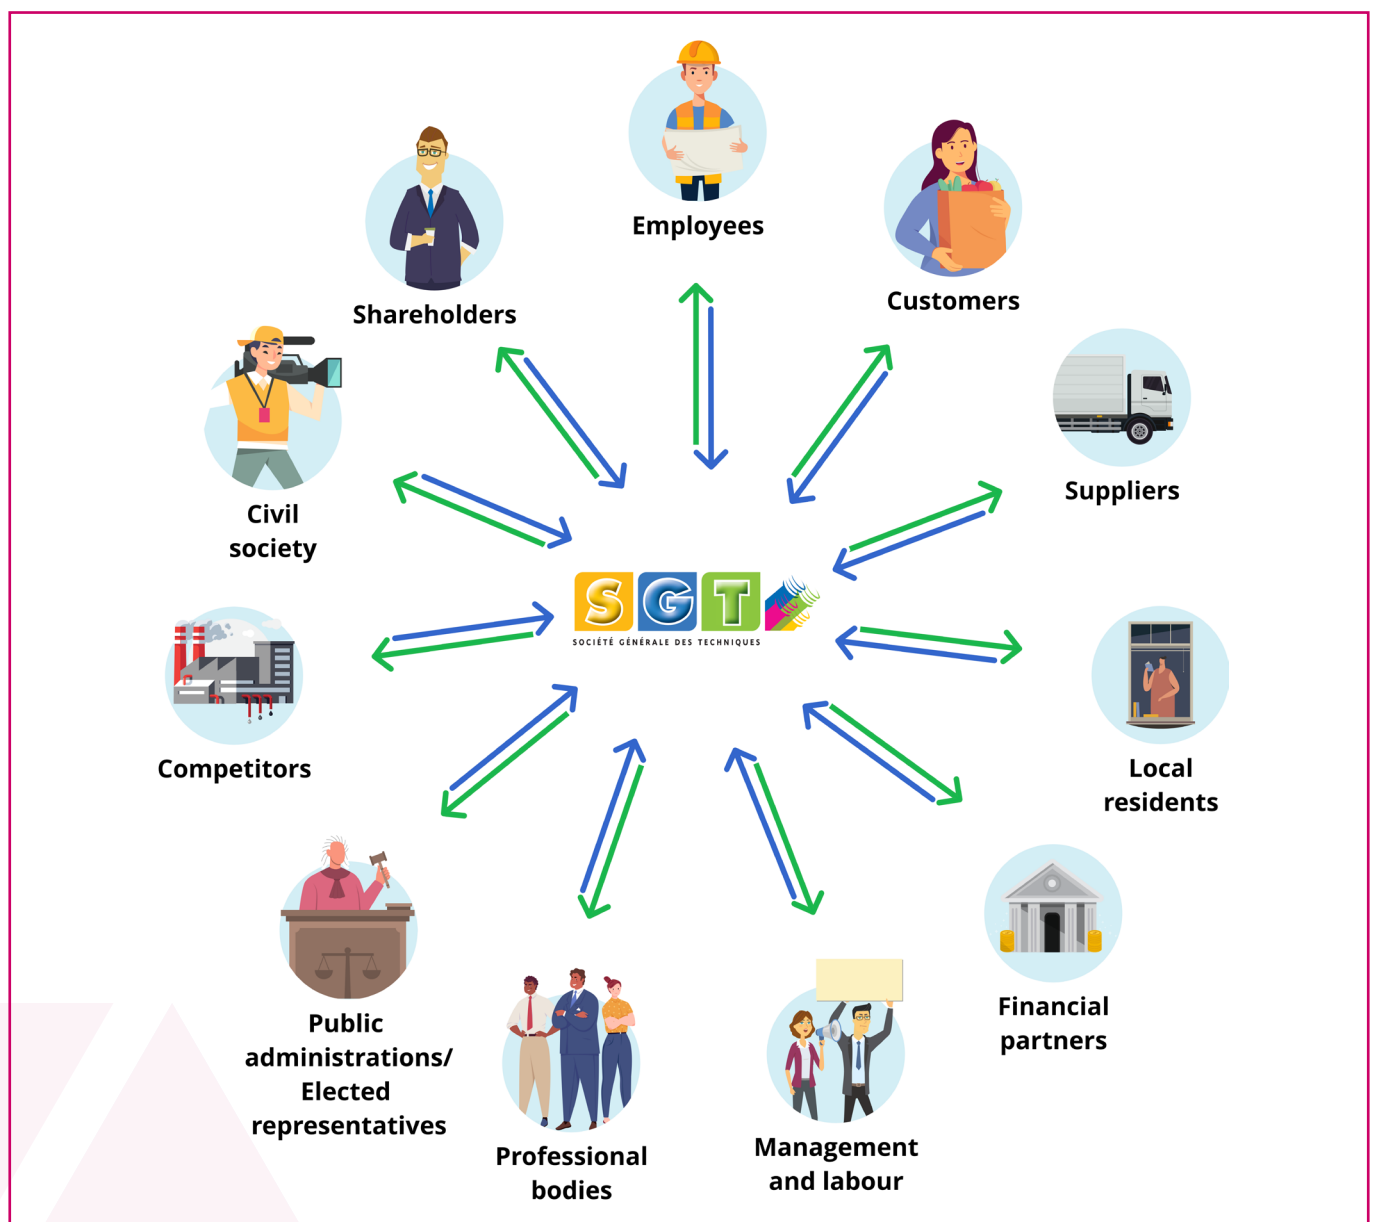 Employees
Customers
Shareholders
Suppliers
Civil
society
SGT
SOCIÉTÉ GÉNÉRALE DES TECHNIQUES
Local
residents
Competitors
Financial
partners
Public
administrations/
Elected
representatives
Professional
bodies
Management
and labour